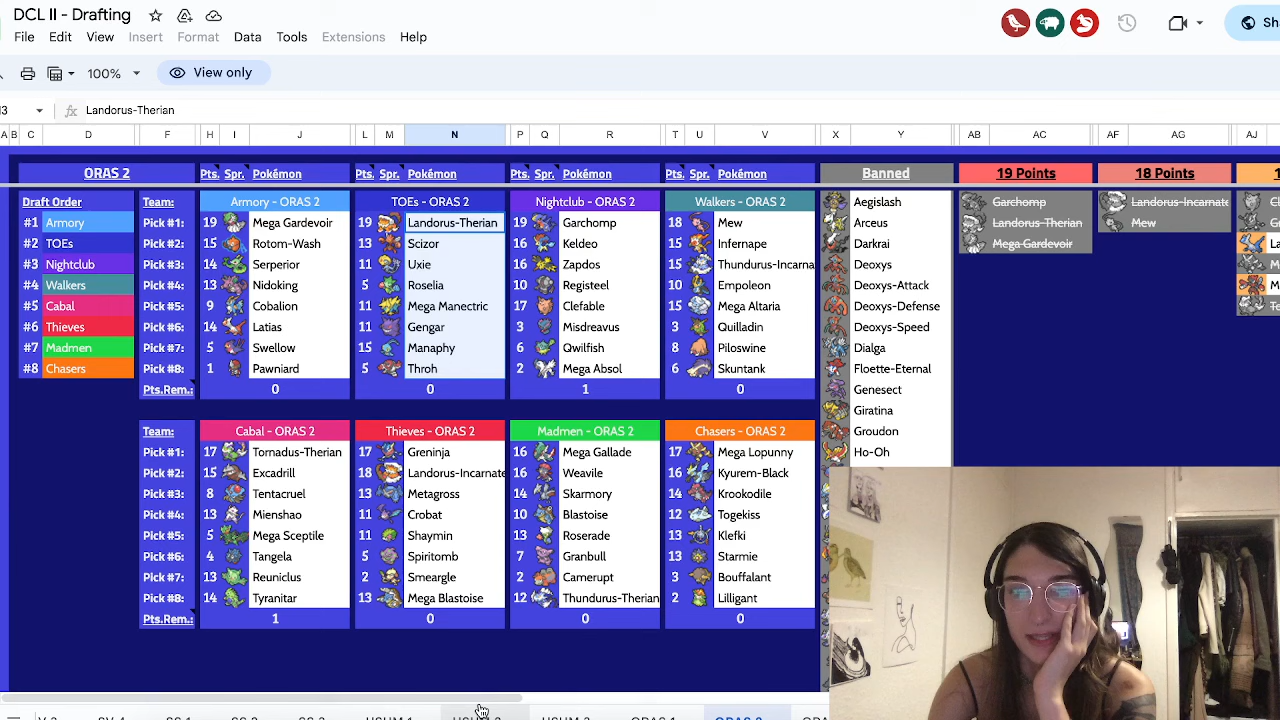 DCL II - Drafting
File Edit View Insert Format Data Tools Extensions Help
100% View only
Landorus-Therian
A B C D F H I J L M N P Q R T U V X Y AB AC AF AG AJ
ORAS 2 Pts. Spr. Pokémon Pts. Spr. Pokémon Pts. Spr. Pokémon Pts. Spr. Pokémon Banned 19 Points 18 Points
Draft Order Team: Armory - ORAS 2 TOEs - ORAS 2 Nightclub - ORAS 2 Walkers - ORAS 2 Aegislash Garchomp Landorus-Incarnate
#1 Armory Pick #1: 19 Mega Gardevoir 19 Landorus-Therian 19 Garchomp 18 Mew Arceus Landorus-Therian Mew
#2 TOEs Pick #2: 15 Rotom-Wash 13 Scizor 16 Keldeo 15 Infernape Darkrai Mega Gardevoir
#3 Nightclub Pick #3: 14 Serperior 11 Uxie 16 Zapdos 15 Thundurus-Incarna Deoxys
#4 Walkers Pick #4: 13 Nidoking 5 Roselia 10 Registeel 10 Empoleon Deoxys-Attack
#5 Cabal Pick #5: 9 Cobalion 11 Mega Manectric 17 Clefable 15 Mega Altaria Deoxys-Defense
#6 Thieves Pick #6: 14 Latias 11 Gengar 3 Misdreavus 3 Quilladin Deoxys-Speed
#7 Madmen Pick #7: 5 Swellow 15 Manaphy 6 Qwilfish 8 Piloswine Dialga
#8 Chasers Pick #8: 1 Pawniard 5 Throh 2 Mega Absol 6 Skuntank Floette-Eternal
Pts.Rem.: 0 0 1 0 Genesect
Giratina
Team: Cabal - ORAS 2 Thieves - ORAS 2 Madmen - ORAS 2 Chasers - ORAS 2 Groudon
Pick #1: 17 Tornadus-Therian 17 Greninja 16 Mega Gallade 17 Mega Lopunny Ho-Oh
Pick #2: 15 Excadrill 18 Landorus-Incarnate 16 Weavile 16 Kyurem-Black
Pick #3: 8 Tentacruel 13 Metagross 14 Skarmory 14 Krookodile
Pick #4: 13 Mienshao 11 Crobat 10 Blastoise 12 Togekiss
Pick #5: 5 Mega Sceptile 11 Shaymin 13 Roserade 13 Klefki
Pick #6: 4 Tangela 5 Spiritomb 7 Granbull 13 Starmie
Pick #7: 13 Reuniclus 2 Smeargle 2 Camerupt 3 Bouffalant
Pick #8: 14 Tyranitar 13 Mega Blastoise 12 Thundurus-Therian 2 Lilligant
Pts.Rem.: 1 0 0 0